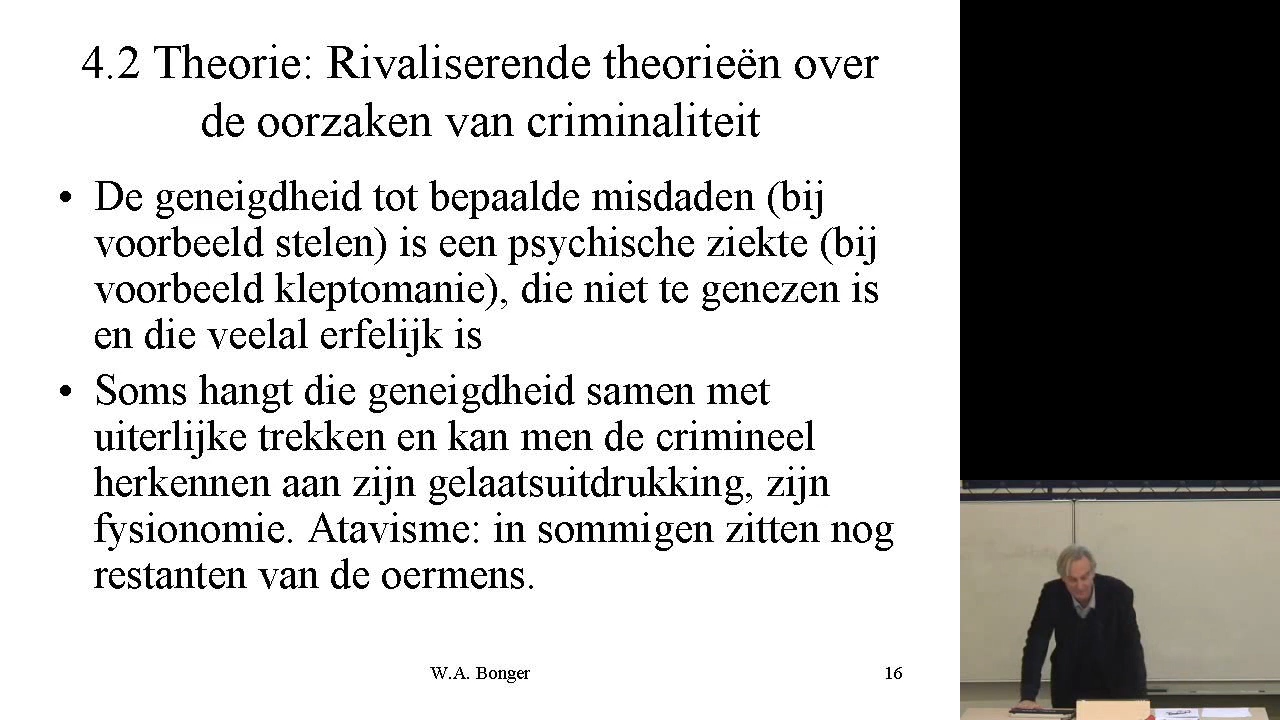 4.2 Theorie: Rivaliserende theorieën over
de oorzaken van criminaliteit
• De geneigdheid tot bepaalde misdaden (bij
voorbeeld stelen) is een psychische ziekte (bij
voorbeeld kleptomanie), die niet te genezen is
en die veelal erfelijk is
• Soms hangt die geneigdheid samen met
uiterlijke trekken en kan men de crimineel
herkennen aan zijn gelaatsuitdrukking, zijn
fysionomie. Atavisme: in sommigen zitten nog
restanten van de oermens.
W.A. Bonger
16